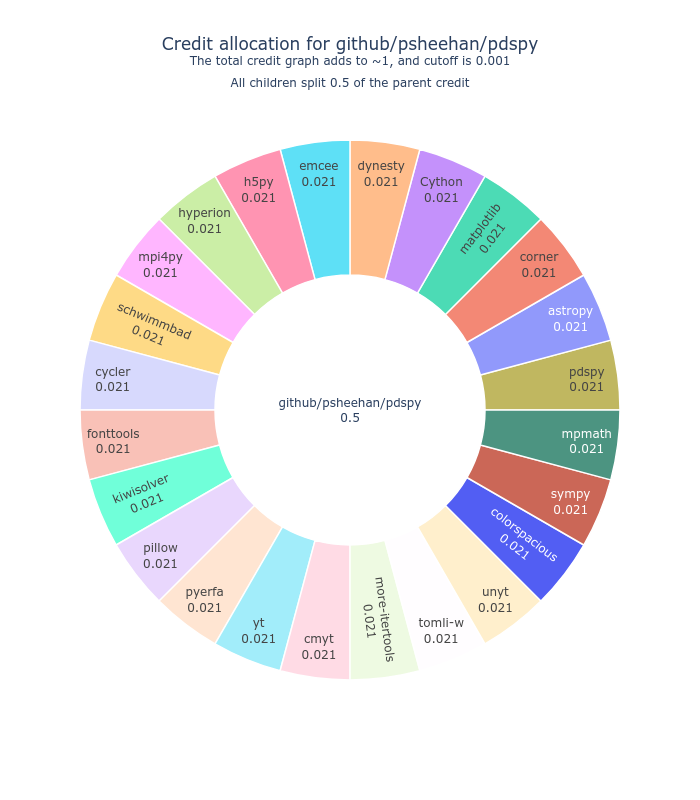 Credit allocation for github/psheehan/pdspy
The total credit graph adds to ~1, and cutoff is 0.001
All children split 0.5 of the parent credit
emcee
0.021
dynesty
0.021
Cython
0.021
matplotlib
0.021
corner
0.021
astropy
0.021
pdspy
0.021
mpmath
0.021
sympy
0.021
colorspacious
0.021
unyt
0.021
tomli-w
0.021
more-itertools
0.021
cmyt
0.021
yt
0.021
pyerfa
0.021
pillow
0.021
kiwisolver
0.021
fonttools
0.021
cycler
0.021
schwimmbad
0.021
mpi4py
0.021
hyperion
0.021
h5py
0.021
github/psheehan/pdspy
0.5